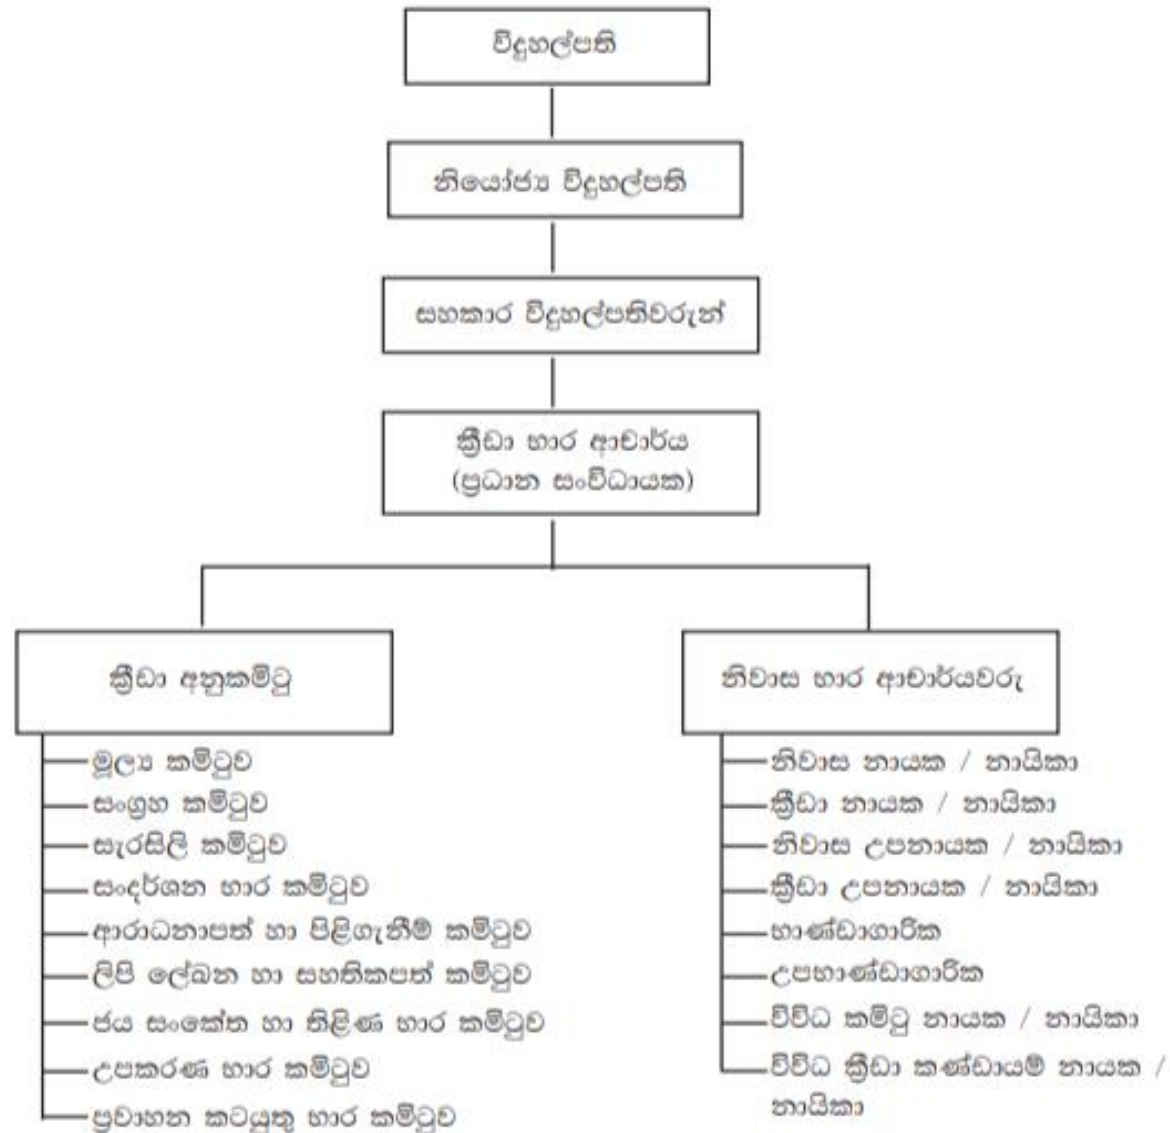 විදුහල්පති
නියෝජ්‍ය විදුහල්පති
සහකාර විදුහල්පතිවරුන්
ක්‍රීඩා භාර ආචාර්ය
(ප්‍රධාන සංවිධායක)
ක්‍රීඩා අනුකමිටු
මූල්‍ය කමිටුව
සංග්‍රහ කමිටුව
සැරසිලි කමිටුව
සංදර්ශන භාර කමිටුව
ආරාධනාපත් හා පිළිගැනීම් කමිටුව
ලිපි ලේඛන හා සහතිකපත් කමිටුව
ජය සංකේත හා තිළිණ භාර කමිටුව
උපකරණ භාර කමිටුව
ප්‍රවාහන කටයුතු භාර කමිටුව
නිවාස භාර ආචාර්යවරු
නිවාස නායක / නායිකා
ක්‍රීඩා නායක / නායිකා
නිවාස උපනායක / නායිකා
ක්‍රීඩා උපනායක / නායිකා
භාණ්ඩාගාරික
උපභාණ්ඩාගාරික
විවිධ කමිටු නායක / නායිකා
විවිධ ක්‍රීඩා කණ්ඩායම් නායක /
නායිකා